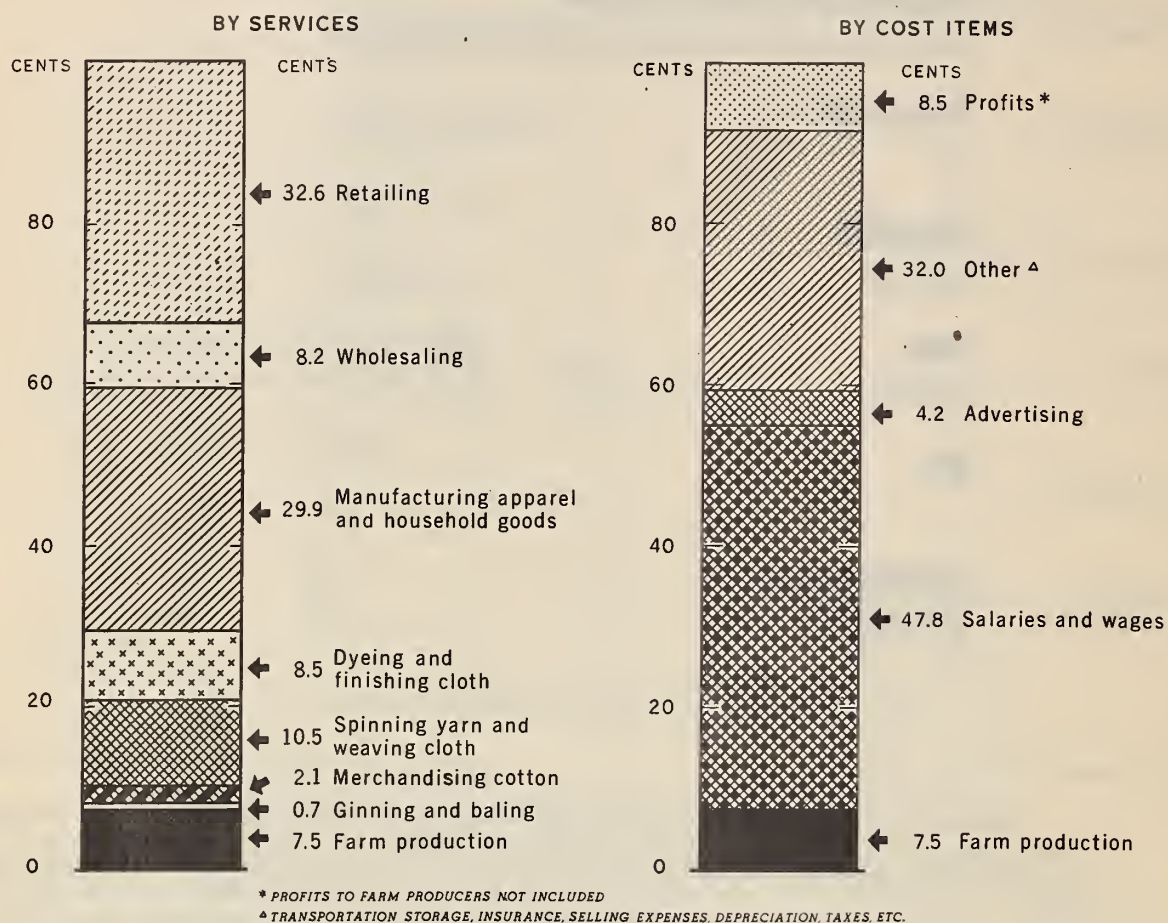 BY SERVICES
CENTS
CENTS
80
60
40
20
0
32.6 Retailing
8.2 Wholesaling
29.9 Manufacturing apparel
and household goods
8.5 Dyeing and
finishing cloth
10.5 Spinning yarn and
weaving cloth
2.1 Merchandising cotton
0.7 Ginning and baling
7.5 Farm production
BY COST ITEMS
CENTS
CENTS
80
60
40
20
0
8.5 Profits *
32.0 Other Δ
4.2 Advertising
47.8 Salaries and wages
7.5 Farm production
* PROFITS TO FARM PRODUCERS NOT INCLUDED
Δ TRANSPORTATION STORAGE, INSURANCE, SELLING EXPENSES, DEPRECIATION, TAXES, ETC.